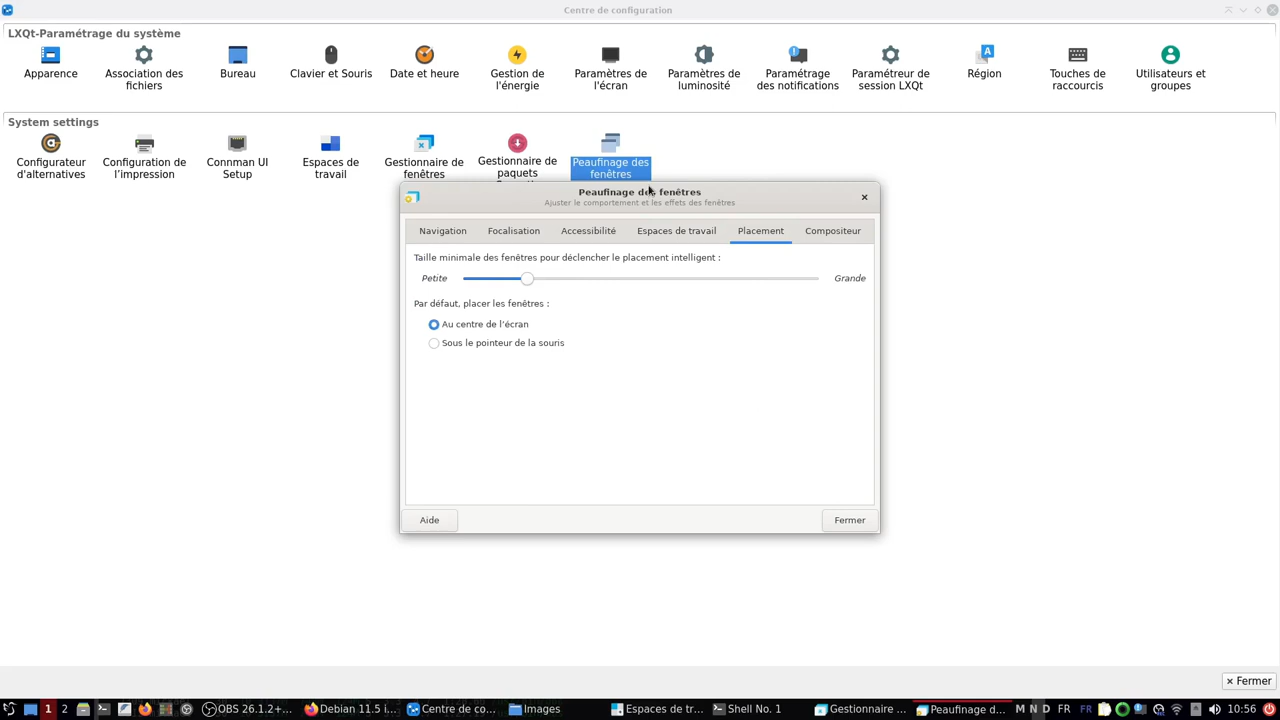 Centre de configuration
LXQt-Paramétrage du système
Apparence
Association des fichiers
Bureau
Clavier et Souris
Date et heure
Gestion de l'énergie
Paramètres de l'écran
Paramètres de luminosité
Paramétrage des notifications
Paramétreur de session LXQt
Région
Touches de raccourcis
Utilisateurs et groupes
System settings
Configurateur d'alternatives
Configuration de l’impression
Connman UI Setup
Espaces de travail
Gestionnaire de fenêtres
Gestionnaire de paquets
Peaufinage des fenêtres
Peaufinage des fenêtres
Ajuster le comportement et les effets des fenêtres
Navigation Focalisation Accessibilité Espaces de travail Placement Compositeur
Taille minimale des fenêtres pour déclencher le placement intelligent :
Petite Grande
Par défaut, placer les fenêtres :
Au centre de l’écran
Sous le pointeur de la souris
Aide Fermer
Fermer
1 2 OBS 26.1.2+... Debian 11.5 i... Centre de co... Images Espaces de tr... Shell No. 1 Gestionnaire ... Peaufinage d... M N D FR FR 10:56